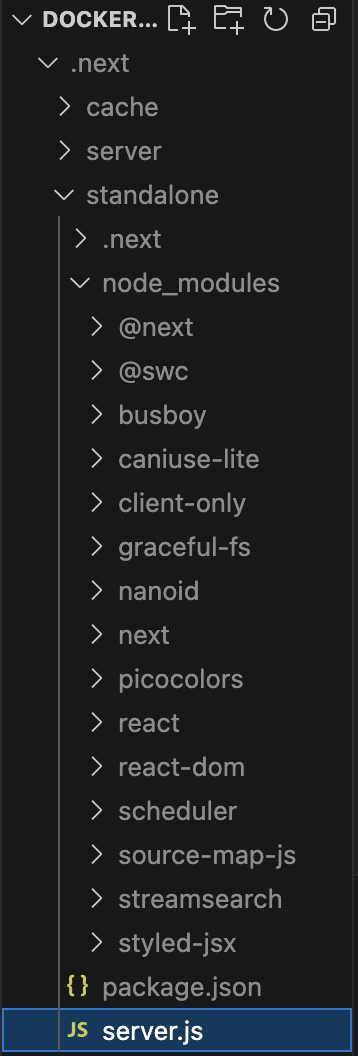 DOCKER...
.next
cache
server
standalone
.next
node_modules
@next
@swc
busboy
caniuse-lite
client-only
graceful-fs
nanoid
next
picocolors
react
react-dom
scheduler
source-map-js
streamsearch
styled-jsx
{} package.json
JS server.js